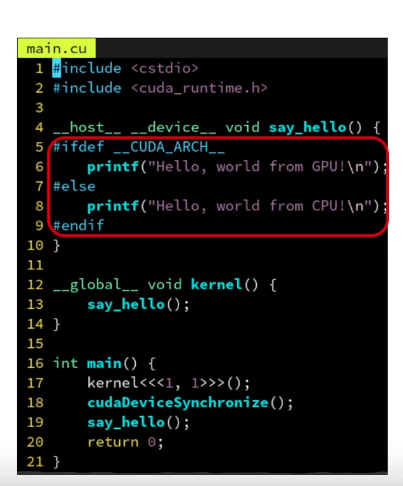 main.cu
1 #include <cstdio>
2 #include <cuda_runtime.h>
3
4 __host__ __device__ void say_hello() {
5 #ifdef __CUDA_ARCH__
6     printf("Hello, world from GPU!\n");
7 #else
8     printf("Hello, world from CPU!\n");
9 #endif
10 }
11
12 __global__ void kernel() {
13     say_hello();
14 }
15
16 int main() {
17     kernel<<<1, 1>>>();
18     cudaDeviceSynchronize();
19     say_hello();
20     return 0;
21 }